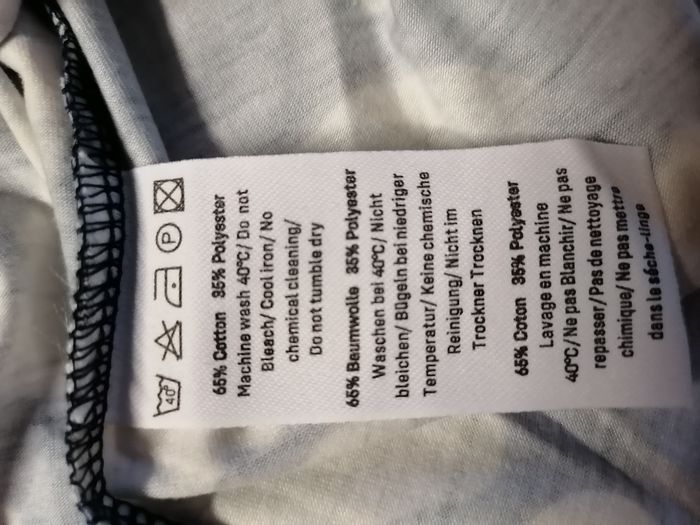 40°
P
65% Cotton 35% Polyester
Machine wash 40°C/ Do not
Bleach/ Cool iron/ No
chemical cleaning/
Do not tumble dry
65% Baumwolle 35% Polyester
Waschen bei 40°C/ Nicht
bleichen/ Bügeln bei niedriger
Temperatur/ Keine chemische
Reinigung/ Nicht im
Trockner Trocknen
65% Coton 35% Polyester
Lavage en machine
40°C/ Ne pas Blanchir/ Ne pas
repasser/ Pas de nettoyage
chimique/ Ne pas mettre
dans le sèche-linge